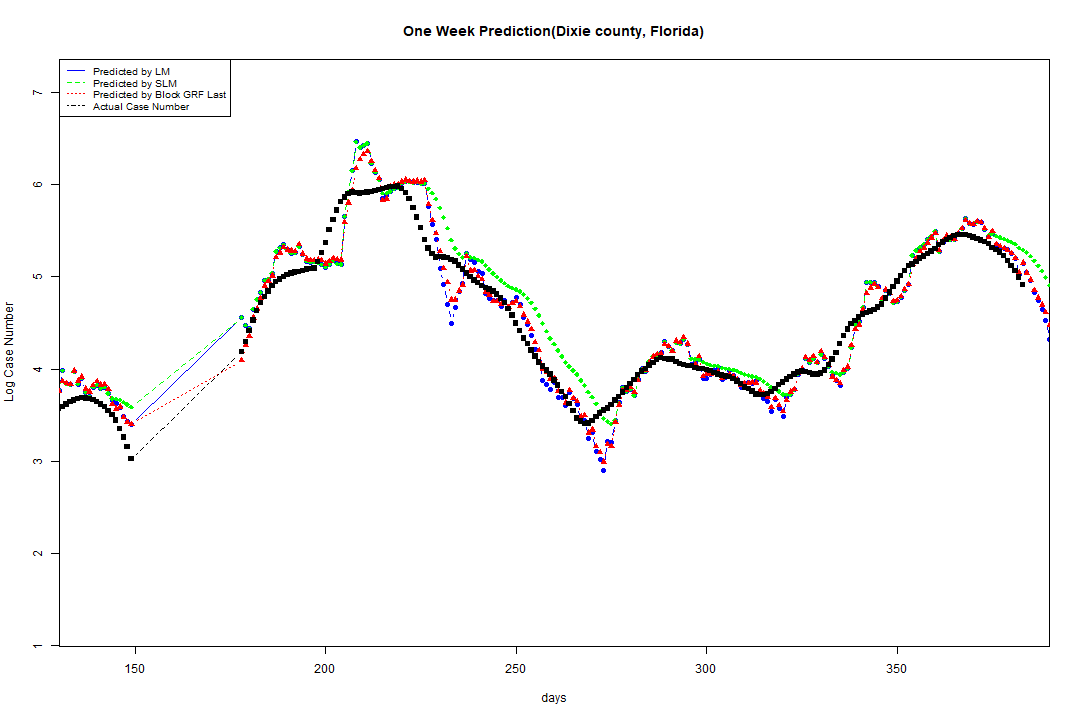 One Week Prediction(Dixie county, Florida)
Predicted by LM
Predicted by SLM
Predicted by Block GRF Last
Actual Case Number
7
6
5
4
3
2
1
Log Case Number
150 200 250 300 350
days